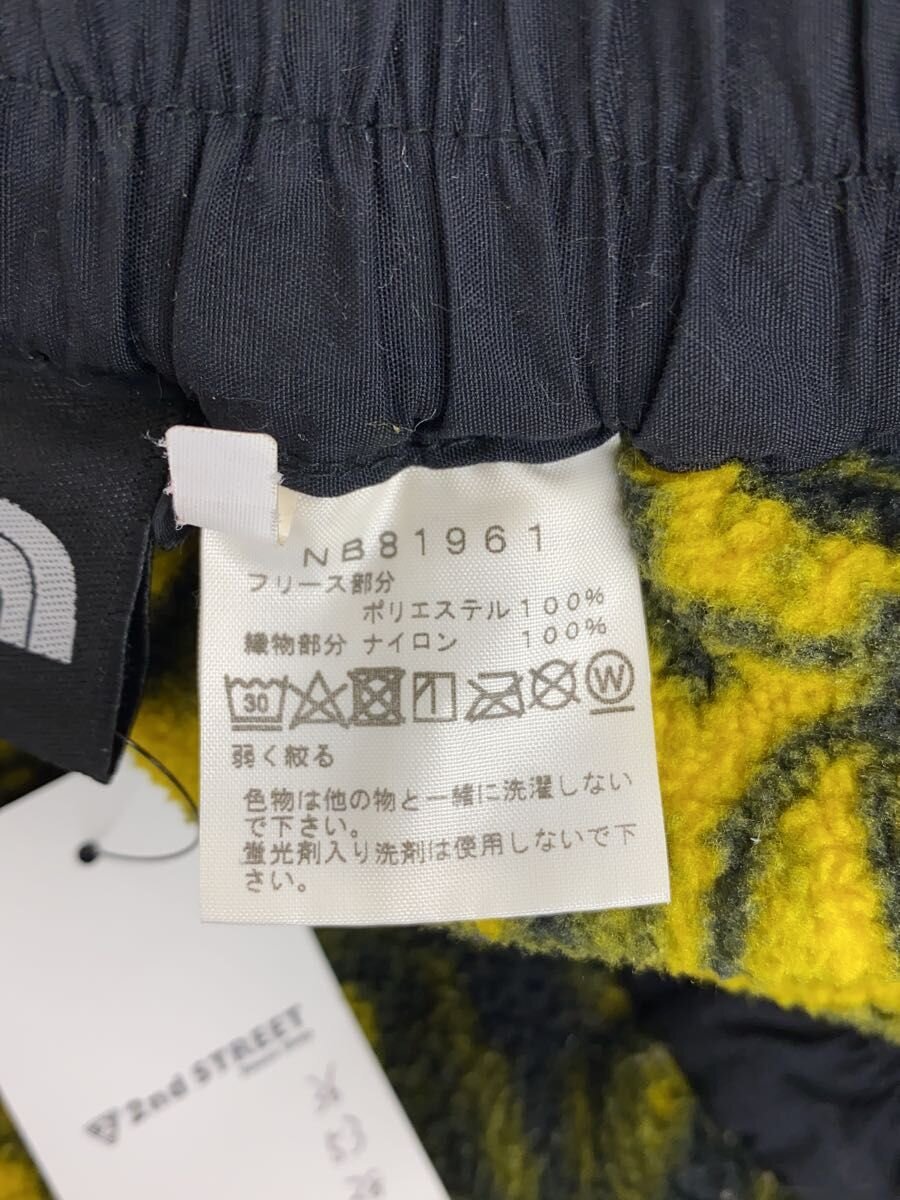 NB81961
フリース部分
ポリエステル100%
織物部分 ナイロン 100%
30
W
弱く絞る
色物は他の物と一緒に洗濯しない
で下さい。
蛍光剤入り洗剤は使用しないで下
さい。
2nd STREET